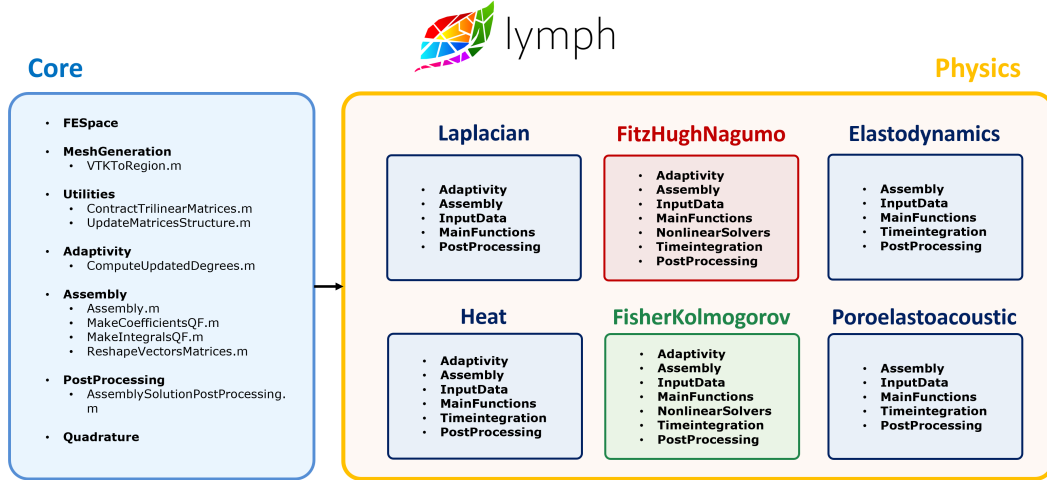 lymph
Core
Physics
• FESpace
• MeshGeneration
• VTKToRegion.m
• Utilities
• ContractTrilinearMatrices.m
• UpdateMatricesStructure.m
• Adaptivity
• ComputeUpdatedDegrees.m
• Assembly
• Assembly.m
• MakeCoefficientsQF.m
• MakeIntegralsQF.m
• ReshapeVectorsMatrices.m
• PostProcessing
• AssemblySolutionPostProcessing.
m
• Quadrature
Laplacian
• Adaptivity
• Assembly
• InputData
• MainFunctions
• PostProcessing
FitzHughNagumo
• Adaptivity
• Assembly
• InputData
• MainFunctions
• NonlinearSolvers
• Timeintegration
• PostProcessing
Elastodynamics
• Assembly
• InputData
• MainFunctions
• Timeintegration
• PostProcessing
Heat
• Adaptivity
• Assembly
• InputData
• MainFunctions
• Timeintegration
• PostProcessing
FisherKolmogorov
• Adaptivity
• Assembly
• InputData
• MainFunctions
• NonlinearSolvers
• Timeintegration
• PostProcessing
Poroelastoacoustic
• Assembly
• InputData
• MainFunctions
• Timeintegration
• PostProcessing